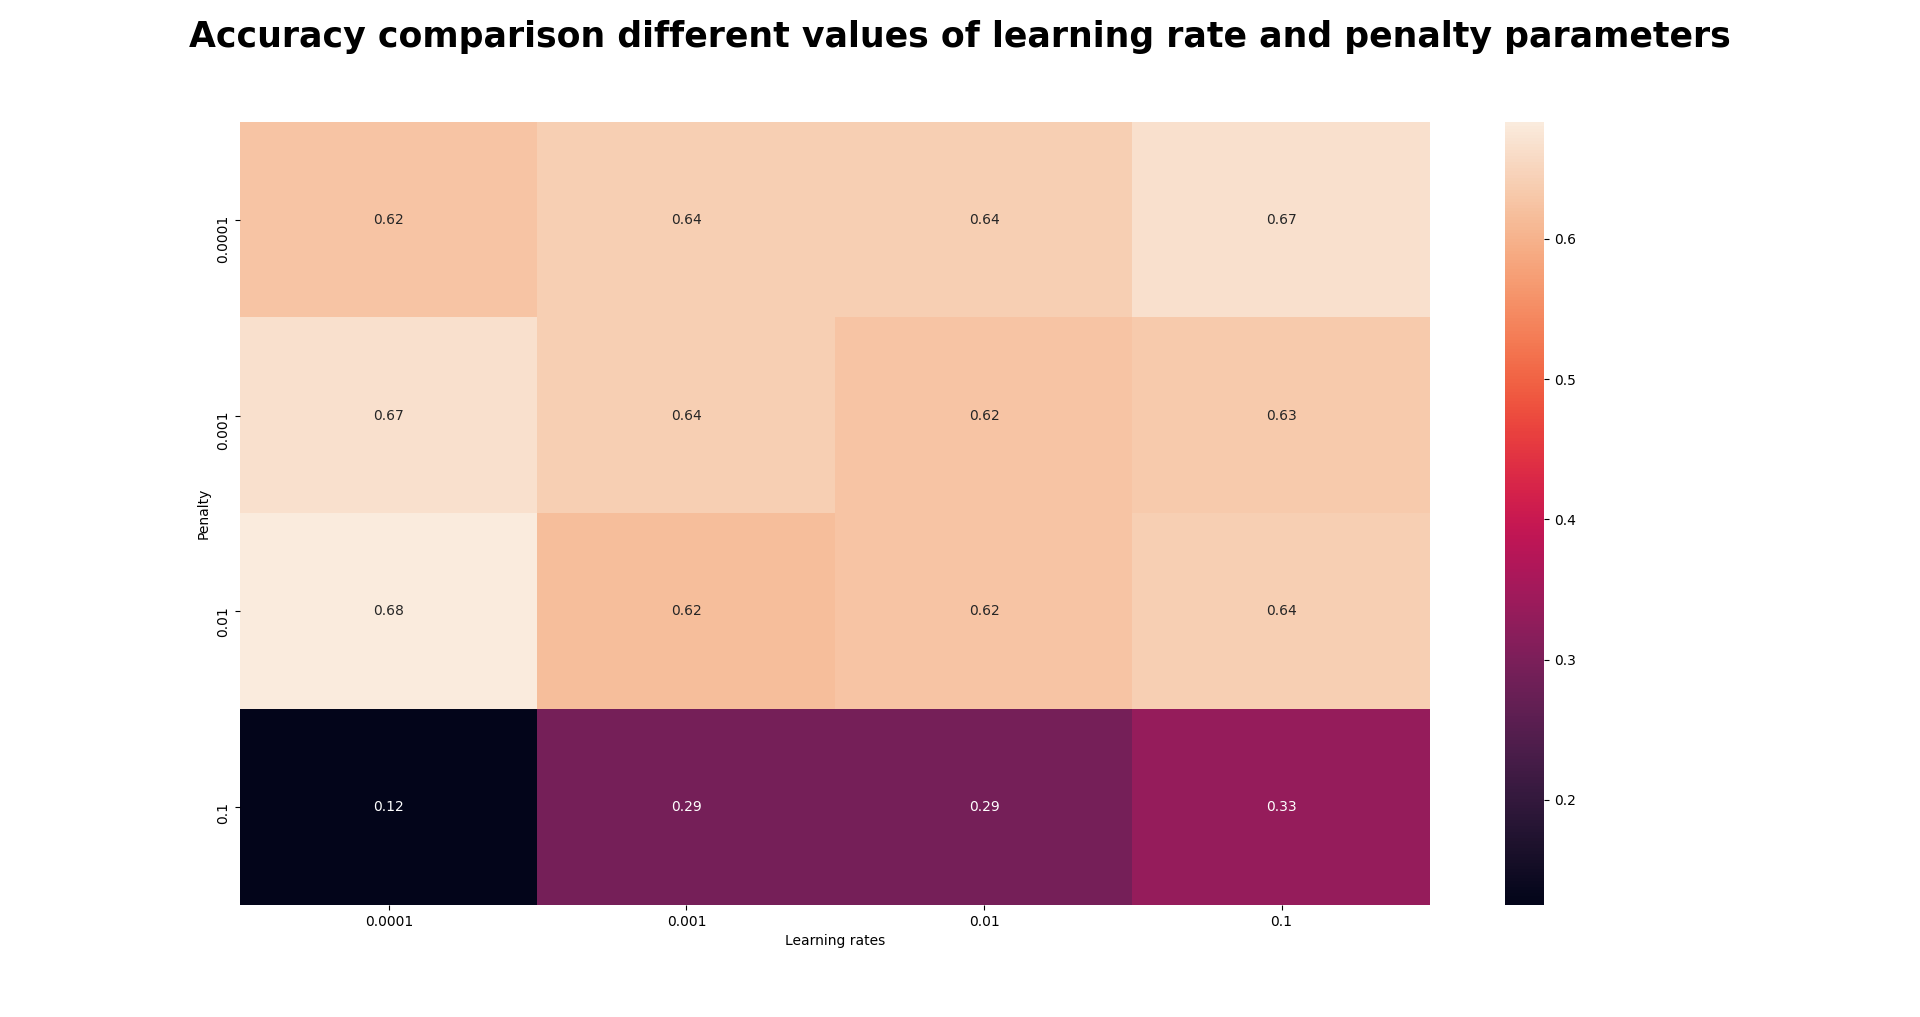 Accuracy comparison different values of learning rate and penalty parameters
0.62 0.64 0.64 0.67
0.67 0.64 0.62 0.63
0.68 0.62 0.62 0.64
0.12 0.29 0.29 0.33
0.0001
0.001
0.01
0.1
Penalty
0.0001 0.001 0.01 0.1
Learning rates
0.6
0.5
0.4
0.3
0.2